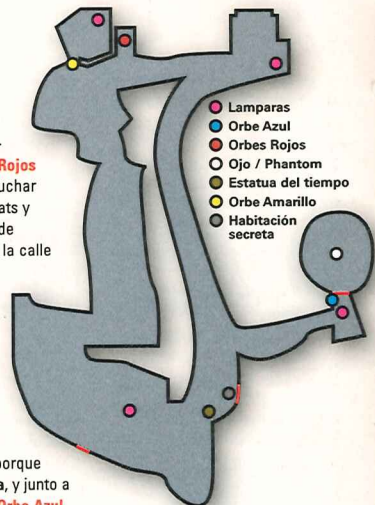 Rojos
uchar
ats y
de
la calle
Lamparas
Orbe Azul
Orbes Rojos
Ojo / Phantom
Estatua del tiempo
Orbe Amarillo
Habitación
secreta
porque
a, y junto a
Orbe Azul